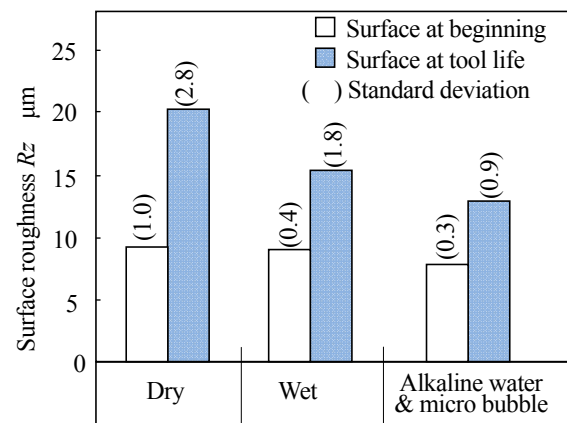 Surface at beginning
Surface at tool life
( ) Standard deviation
Surface roughness Rz μm
25
20
15
10
5
0
(1.0)
(2.8)
(0.4)
(1.8)
(0.3)
(0.9)
Dry
Wet
Alkaline water
& micro bubble